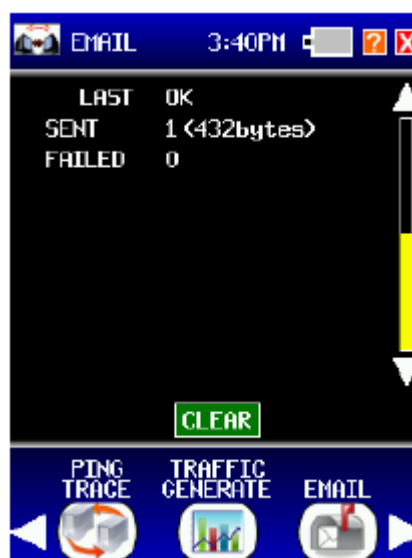 EMAIL 3:40PM ? X
LAST OK
SENT 1(432bytes)
FAILED 0
CLEAR
PING TRACE
TRAFFIC GENERATE
EMAIL